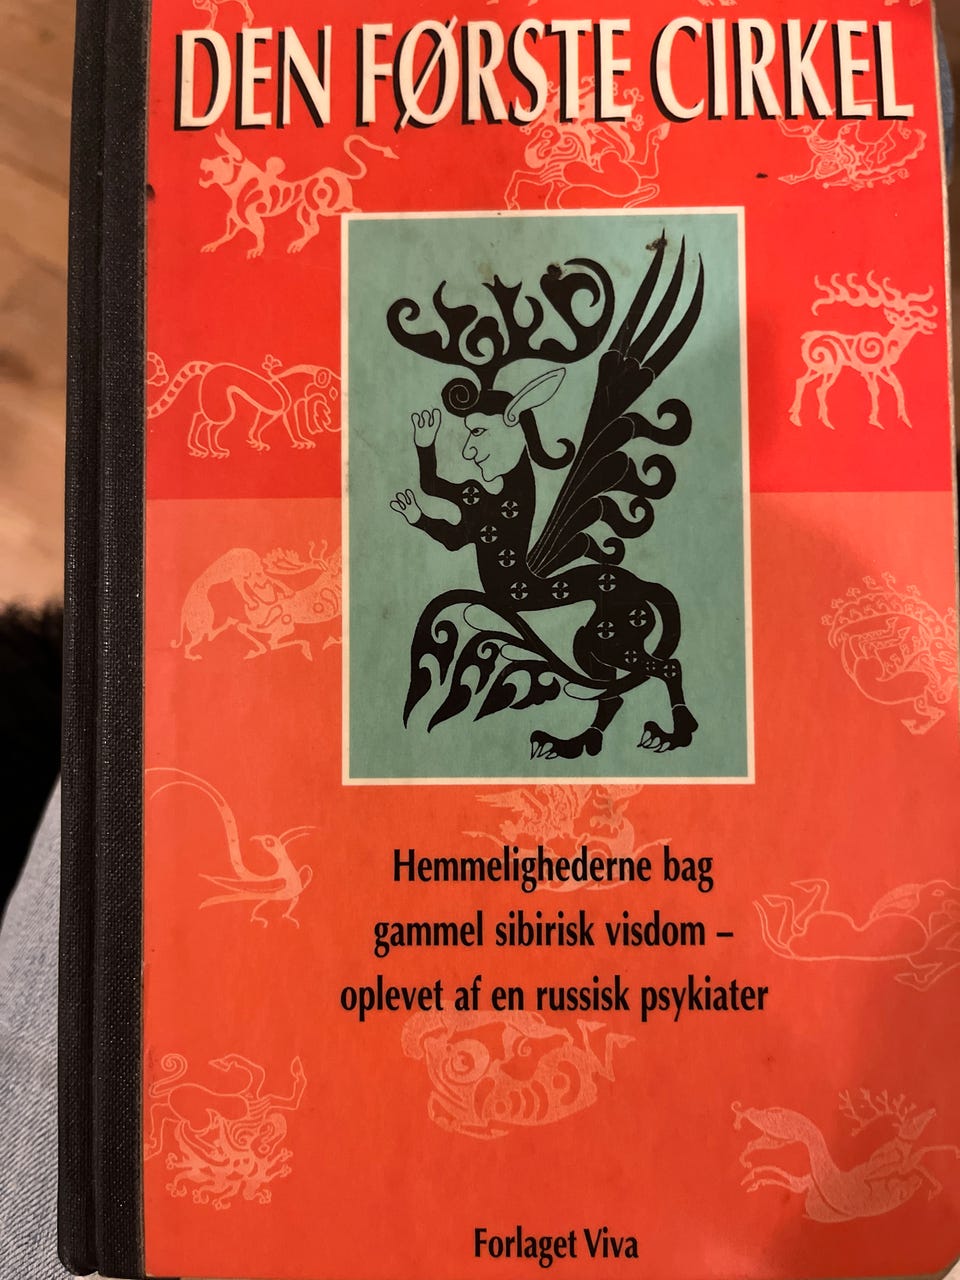 DEN FØRSTE CIRKEL
Hemmelighederne bag
gammel sibirisk visdom –
oplevet af en russisk psykiater
Forlaget Viva